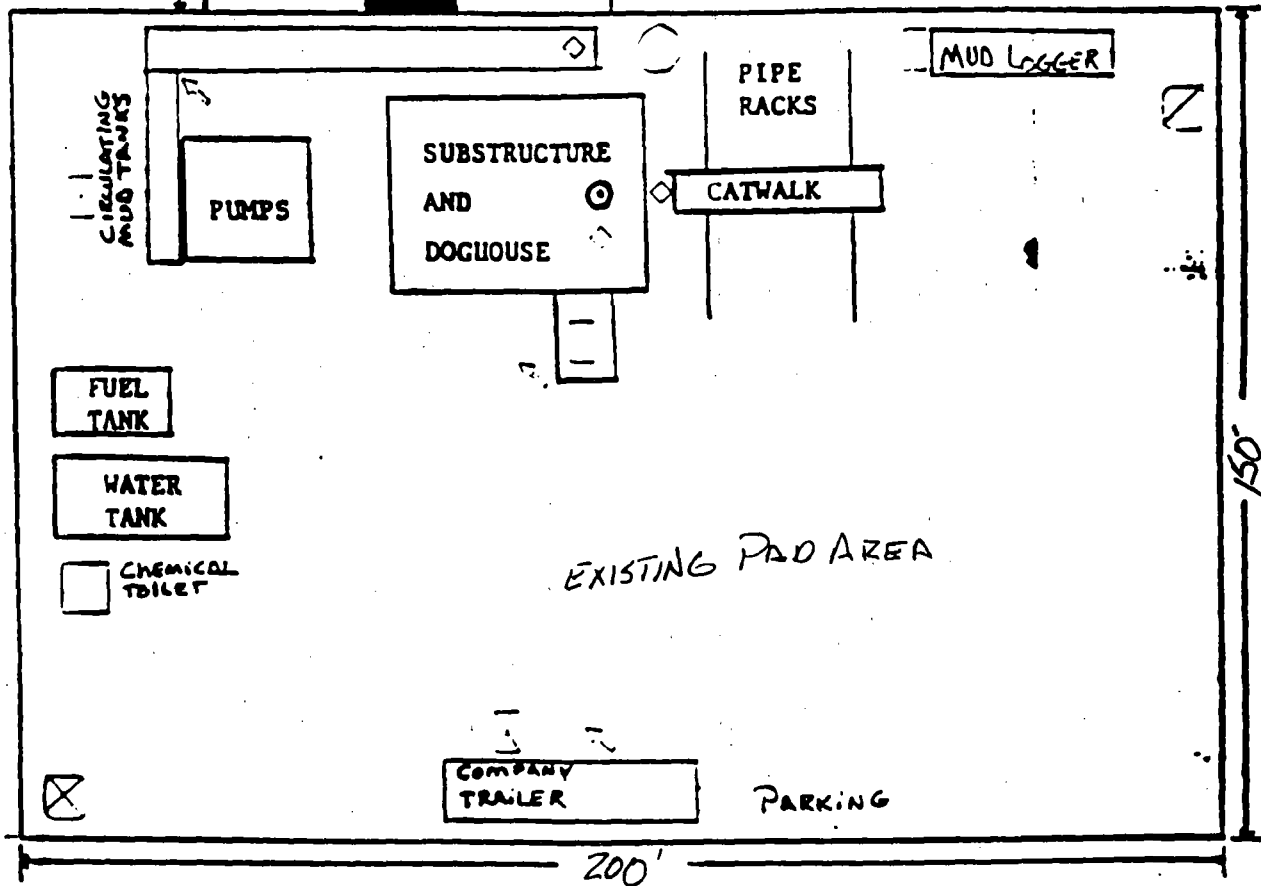 MUD LOGGER
PIPE
RACKS
CIRCULATING
MUD TANKS
SUBSTRUCTURE
AND
DOGHOUSE
PUMPS
CATWALK
FUEL
TANK
WATER
TANK
CHEMICAL
TOILET
EXISTING PAD AREA
150'
COMPANY
TRAILER
PARKING
200'